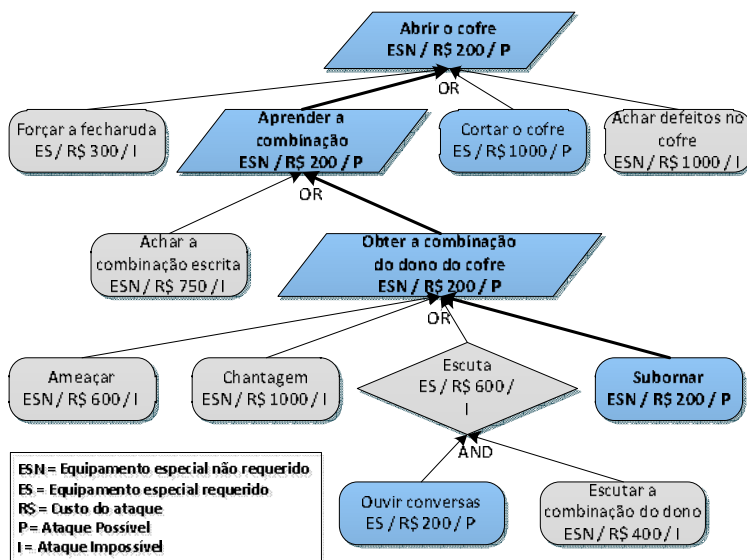 Abrir o cofre
ESN / R$ 200 / P
OR
Forçar a fecharuda
ES / R$ 300 / I
Aprender a
combinação
ESN / R$ 200 / P
Cortar o cofre
ES / R$ 1000 / P
Achar defeitos no
cofre
ESN / R$ 1000 / I
OR
Achar a
combinação escrita
ESN / R$ 750 / I
Obter a combinação
do dono do cofre
ESN / R$ 200 / P
OR
Ameaçar
ESN / R$ 600 / I
Chantagem
ESN / R$ 1000 / I
Escuta
ES / R$ 600 /
I
Subornar
ESN / R$ 200 / P
AND
Ouvir conversas
ES / R$ 200 / P
Escutar a
combinação do dono
ESN / R$ 400 / I
ESN = Equipamento especial não requerido
ES = Equipamento especial requerido
R$ = Custo do ataque
P = Ataque Possível
I = Ataque Impossível